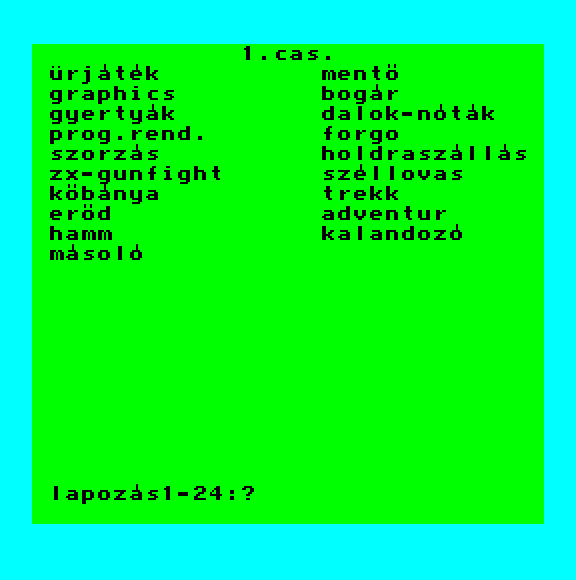 1.cas.
ürjáték mentö
graphics bogár
gyertyák dalok-nóták
prog.rend. forgo
szorzás holdraszállás
zx-gunfight széllovas
köbánya trekk
eröd adventur
hamm kalandozó
másoló
lapozás1-24:?